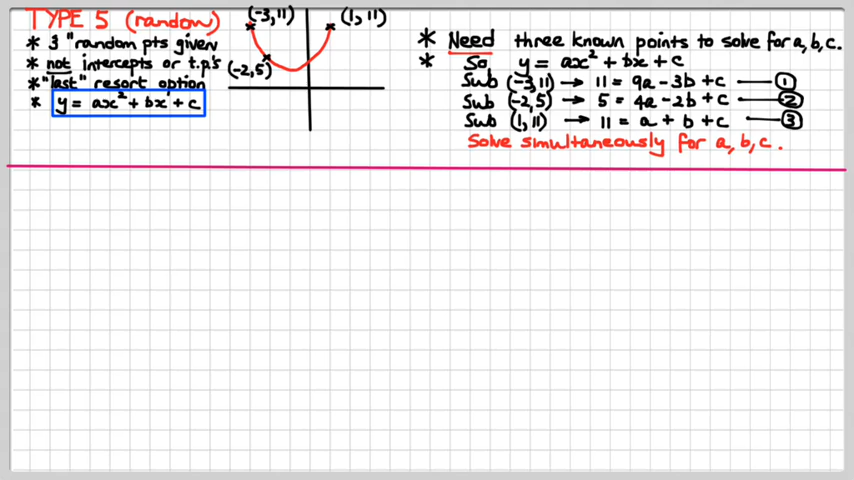 TYPE 5 (random)
* 3 "random pts given
* not intercepts or t.p's
* "last" resort option
* y = ax² + bx + c
(-3,11)
(1,11)
(-2,5)
* Need three known points to solve for a, b, c.
* So, y = ax² + bx + c
Sub (-3,11) → 11 = 9a - 3b + c — ①
Sub (-2,5) → 5 = 4a - 2b + c — ②
Sub (1,11) → 11 = a + b + c — ③
Solve simultaneously for a, b, c.